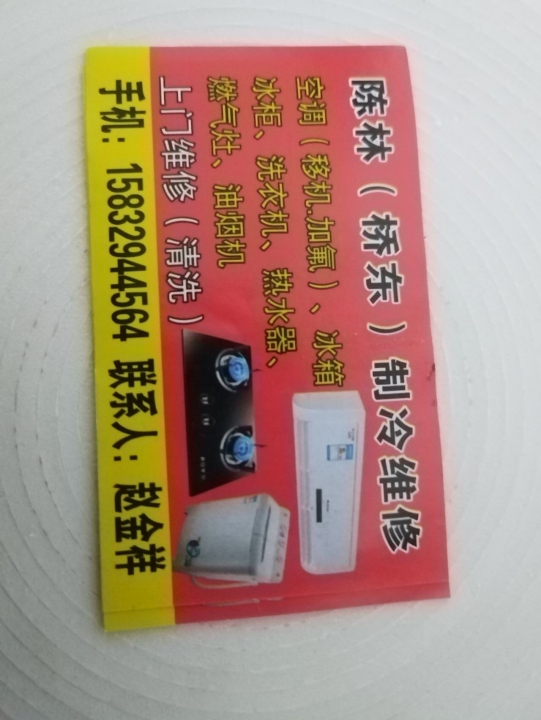 陈林（桥东）制冷维修
空调（移机.加氟）、冰箱
冰柜、洗衣机、热水器、
燃气灶、油烟机
上门维修（清洗）
手机：15832944564 联系人：赵金样